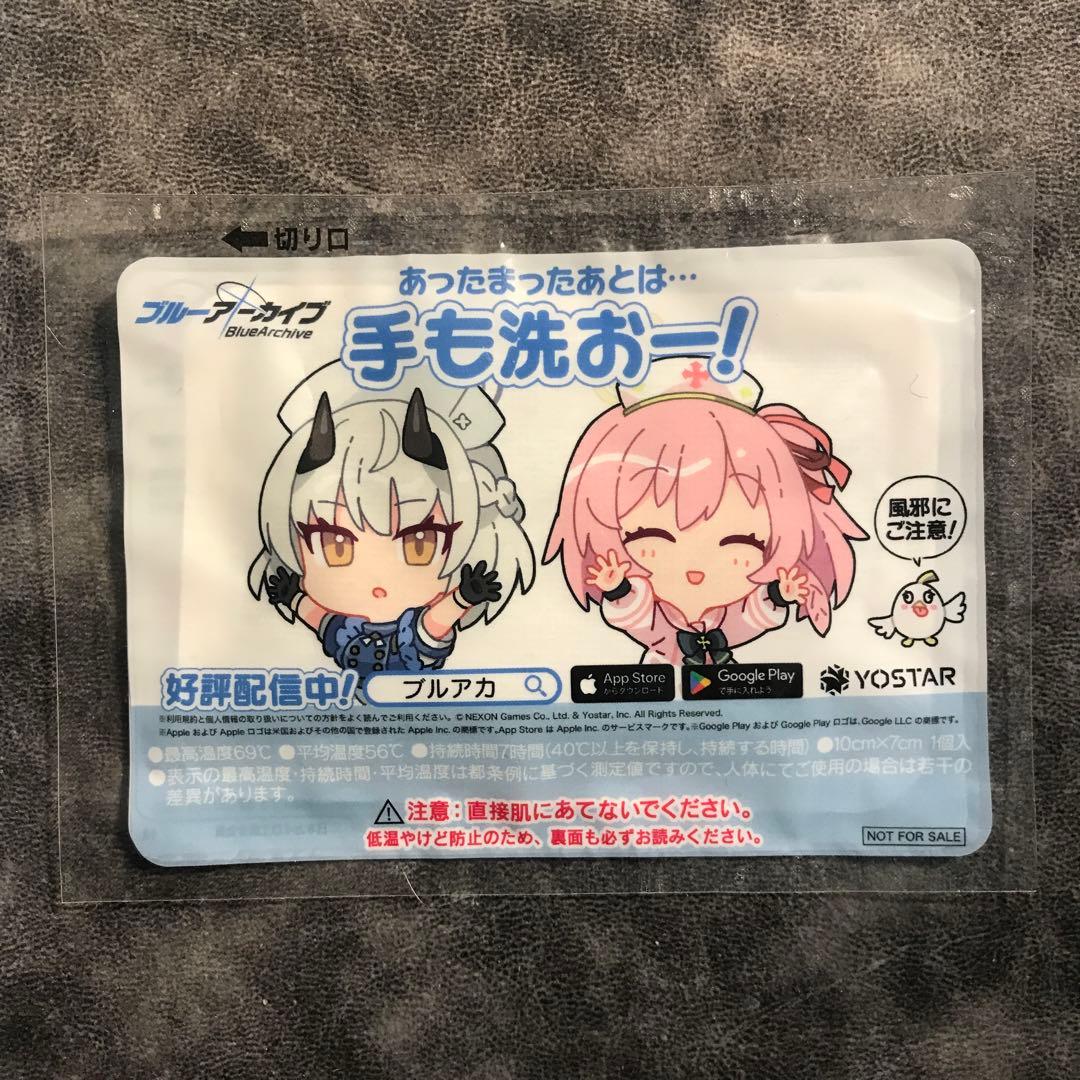 切り口
あったまったあとは…
ブルーアーカイブ
BlueArchive
手も洗おー!
風邪に
ご注意!
好評配信中!
ブルアカ
App Store
からダウンロード
Google Play
で手に入れよう
YOSTAR
※利用規約と個人情報の取り扱いについての方針をよく読んでご利用ください。© NEXON Games Co., Ltd. & Yostar, Inc. All Rights Reserved.
※Apple および Apple ロゴは米国およびその他の国で登録された Apple Inc. の商標です。App Store は Apple Inc. のサービスマークです。※Google Play および Google Play ロゴは、Google LLC の商標です。
●最高温度69℃ ●平均温度56℃ ●持続時間7時間(40℃以上を保持し、持続する時間) ●10cm×7cm 1個入
●表示の最高温度・持続時間・平均温度は都条例に基づく測定値ですので、人体にてご使用の場合は若干の
差異があります。
注意:直接肌にあてないでください。
低温やけど防止のため、裏面も必ずお読みください。
NOT FOR SALE